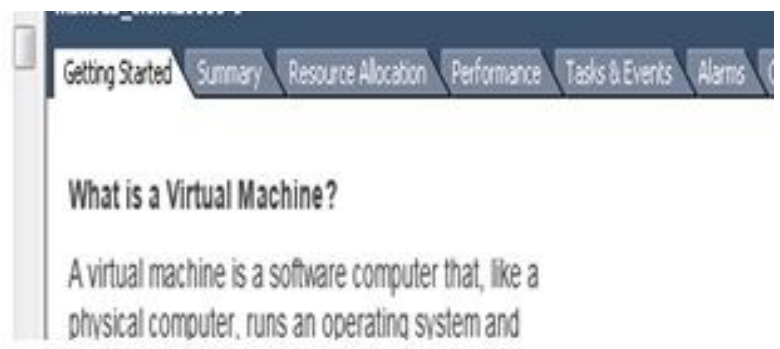 Getting Started Summary Resource Allocation Performance Tasks & Events Alarms
What is a Virtual Machine?
A virtual machine is a software computer that, like a
physical computer, runs an operating system and